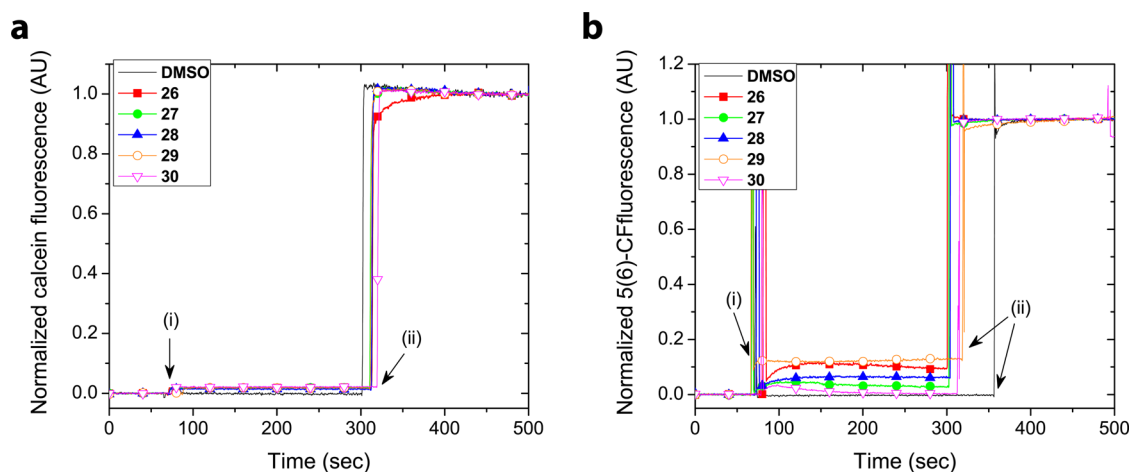 a
Normalized calcein fluorescence (AU)
1.0
0.8
0.6
0.4
0.2
0.0
DMSO
26
27
28
29
30
(i)
(ii)
0 100 200 300 400 500
Time (sec)
b
Normalized 5(6)-CFfluorescence (AU)
1.2
1.0
0.8
0.6
0.4
0.2
0.0
DMSO
26
27
28
29
30
(i)
(ii)
0 100 200 300 400 500
Time (sec)